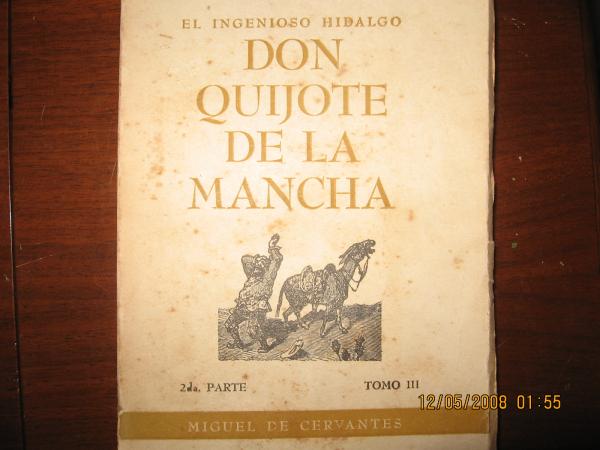 EL INGENIOSO HIDALGO
DON
QUIJOTE
DE LA
MANCHA
2da. PARTE TOMO III
MIGUEL DE CERVANTES
12/05/2008 01:55